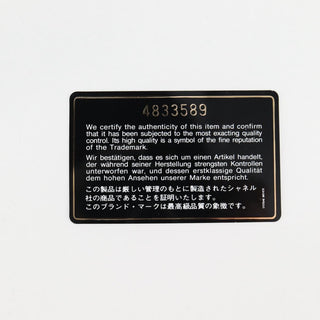 4833589
We certify the authenticity of this item and confirm
that it has been subjected to the most exacting quality
control. Its high quality is a symbol of the fine reputation
of the Trademark.
Wir bestätigen, dass es sich um einen Artikel handelt,
der während seiner Herstellung strengsten Kontrollen
unterworfen war, und dessen erstklassige Qualität
dem hohen Ansehen unserer Marke entspricht.
この製品は厳しい管理のもとに製造されたシャネル
社の商品であることを証明いたします。
このブランド・マークは最高級品質の象徴です。